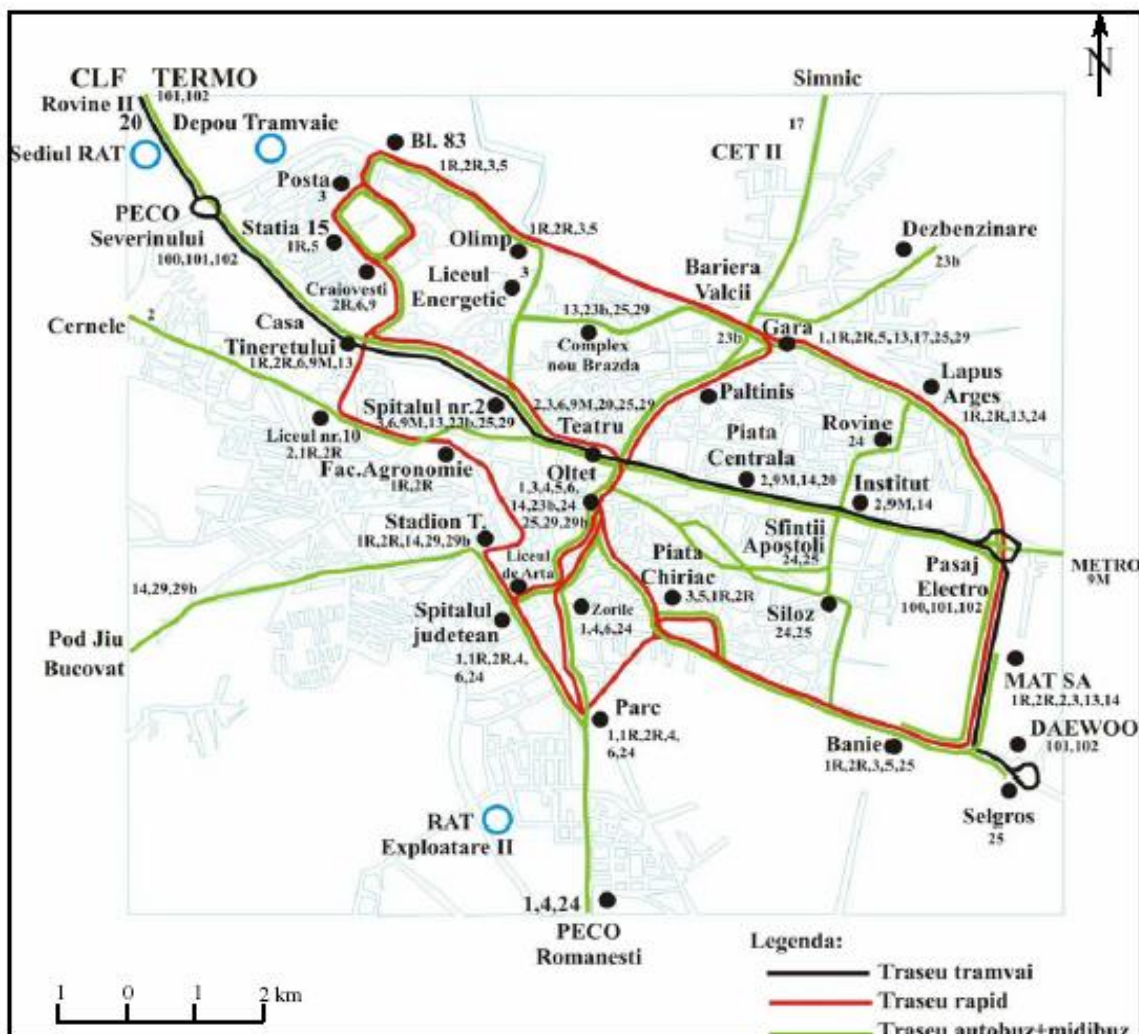 N
CLF TERMO
101,102
Rovine II
20
Depou Tramvaie
Sediul RAT
Simnic
17
CET II
Bl. 83
1R,2R,3,5
Posta
3
PECO
Severinului
100,101,102
Statia 15
1R,5
Olimp
1R,2R,3,5
Dezbenzinare
23b
Craiovesti
2R,6,9
Liceul
Energetic
3
Bariera
Valcii
2
Cernele
Casa
Tineretului
1R,2R,6,9M,13
13,23b,25,29
Complex
nou Brazda
23b
Gara
1,1R,2R,5,13,17,25,29
Lapus
Arges
1R,2R,13,24
Spitalul nr.2
3,6,9M,13,23b,25,29
2,3,6,9M,20,25,29
Teatru
Paltinis
Rovine
24
Liceul nr.10
2,1R,2R
Fac.Agronomie
1R,2R
Oltet
1,3,4,5,6,
14,23b,24
25,29,29b
Piata
Centrala
2,9M,14,20
Institut
2,9M,14
Stadion T.
1R,2R,14,29,29b
Sfintii
Apostoli
24,25
Liceul
de Arta
Piata
Chiriac
3,5,1R,2R
Pasaj
Electro
100,101,102
METRO
9M
14,29,29b
Pod Jiu
Bucovat
Spitalul
judetean
1,1R,2R,4,
6,24
Zorile
1,4,6,24
Siloz
24,25
MAT SA
1R,2R,2,3,13,14
Parc
1,1R,2R,4,
6,24
Banie
1R,2R,3,5,25
DAEWOO
101,102
Selgros
25
RAT
Exploatare II
1,4,24
PECO
Romanesti
Legenda:
Traseu tramvai
Traseu rapid
Traseu autobuz+midibuz
1 0 1 2 km